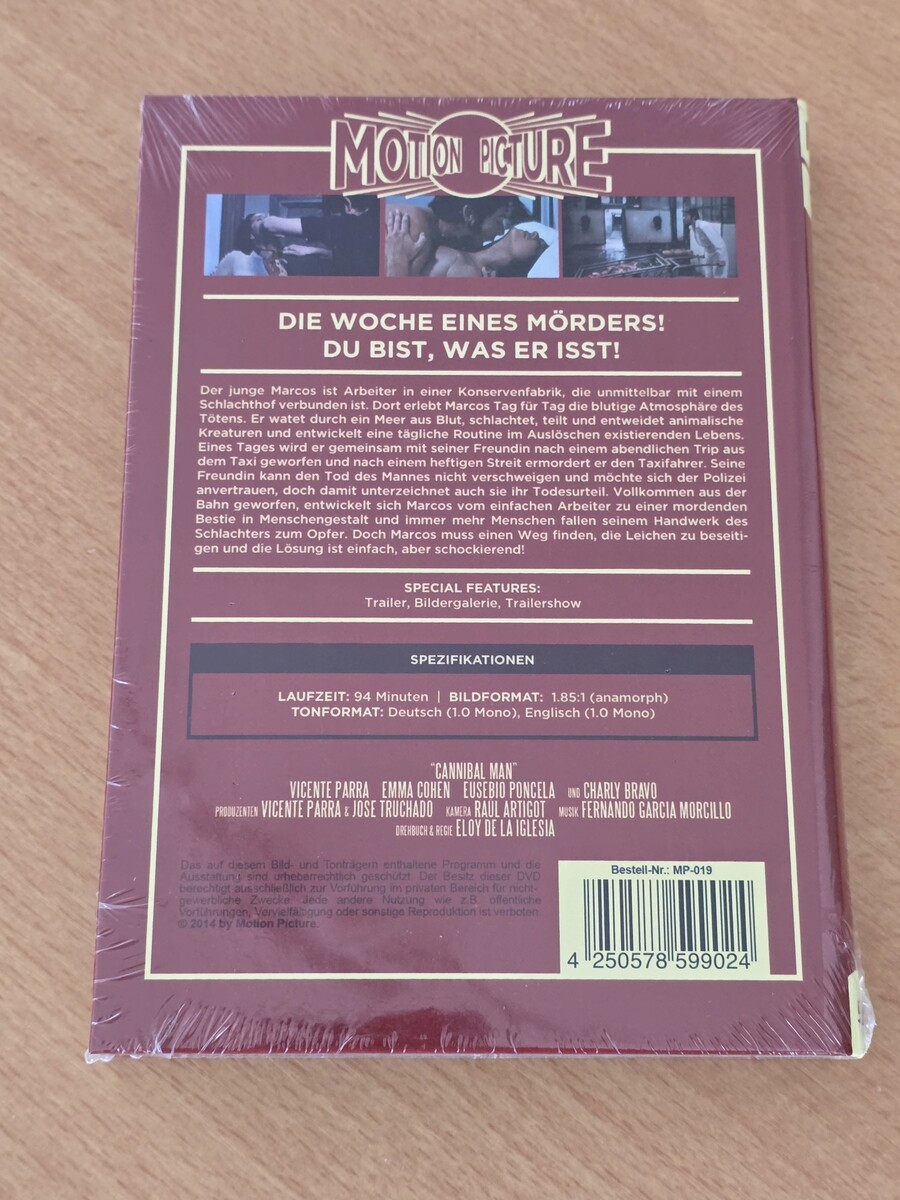 MOTION PICTURE
DIE WOCHE EINES MÖRDERS!
DU BIST, WAS ER ISST!
Der junge Marcos ist Arbeiter in einer Konservenfabrik, die unmittelbar mit einem
Schlachthof verbunden ist. Dort erlebt Marcos Tag für Tag die blutige Atmosphäre des
Tötens. Er watet durch ein Meer aus Blut, schlachtet, teilt und entweidet animalische
Kreaturen und entwickelt eine tägliche Routine im Auslöschen existierenden Lebens.
Eines Tages wird er gemeinsam mit seiner Freundin nach einem abendlichen Trip aus
dem Taxi geworfen und nach einem heftigen Streit ermordert er den Taxifahrer. Seine
Freundin kann den Tod des Mannes nicht verschweigen und möchte sich der Polizei
anvertrauen, doch damit unterzeichnet auch sie ihr Todesurteil. Vollkommen aus der
Bahn geworfen, entwickelt sich Marcos vom einfachen Arbeiter zu einer mordenden
Bestie in Menschengestalt und immer mehr Menschen fallen seinem Handwerk des
Schlachters zum Opfer. Doch Marcos muss einen Weg finden, die Leichen zu beseiti-
gen und die Lösung ist einfach, aber schockierend!
SPECIAL FEATURES:
Trailer, Bildergalerie, Trailershow
SPEZIFIKATIONEN
LAUFZEIT: 94 Minuten | BILDFORMAT: 1.85:1 (anamorph)
TONFORMAT: Deutsch (1.0 Mono), Englisch (1.0 Mono)
"CANNIBAL MAN"
VICENTE PARRA EMMA COHEN EUSEBIO PONCELA UND CHARLY BRAVO
PRODOZENTEN VICENTE PARRA & JOSE TRUCHADO KAMERA RAUL ARTIGOT MUSIK FERNANDO GARCIA MORCILLO
DREHBUCH & REGIE ELOY DE LA IGLESIA
Das auf diesem Bild- und Tonträgern enthaltene Programm und die
Ausstattung sind urheberrechtlich geschützt. Der Besitz dieser DVD
berechtigt ausschließlich zur Vorführung im privaten Bereich für nicht-
gewerbliche Zwecke. Jede andere Nutzung wie z.B. öffentliche
Vorführungen, Vervielfältigung oder sonstige Reproduktion ist verboten.
© 2014 by Motion Picture.
Bestell-Nr.: MP-019
4 250578 599024